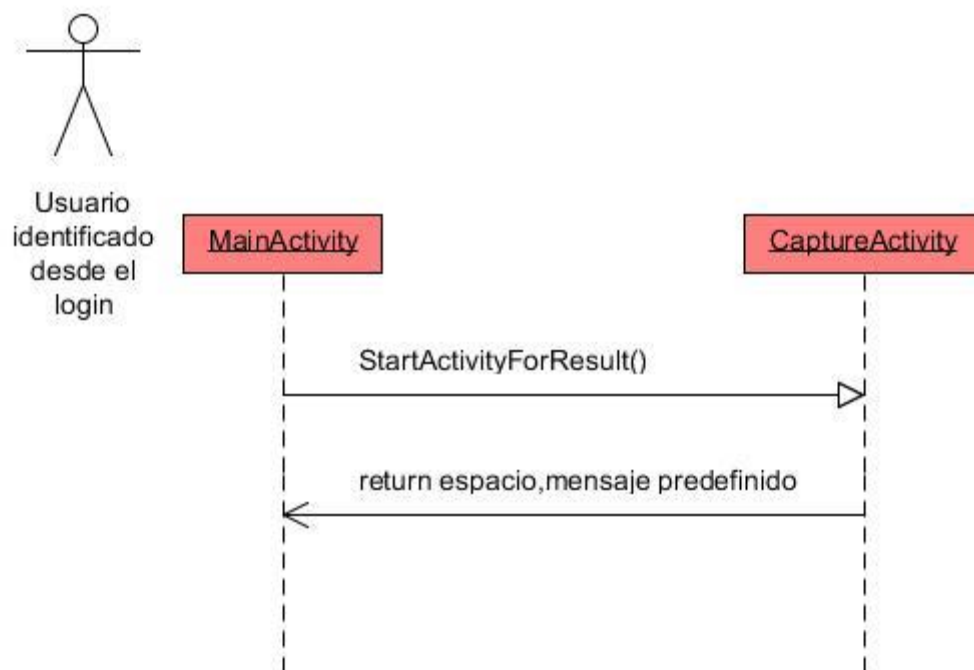 Usuario
identificado
desde el
login
MainActivity
CaptureActivity
StartActivityForResult()
return espacio,mensaje predefinido